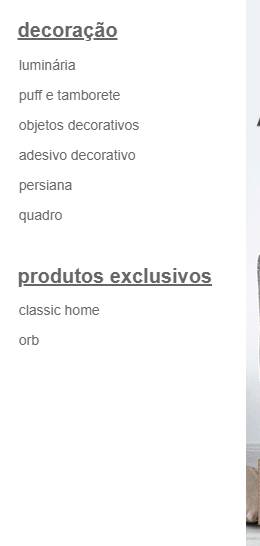 decoração
luminária
puff e tamborete
objetos decorativos
adesivo decorativo
persiana
quadro
produtos exclusivos
classic home
orb